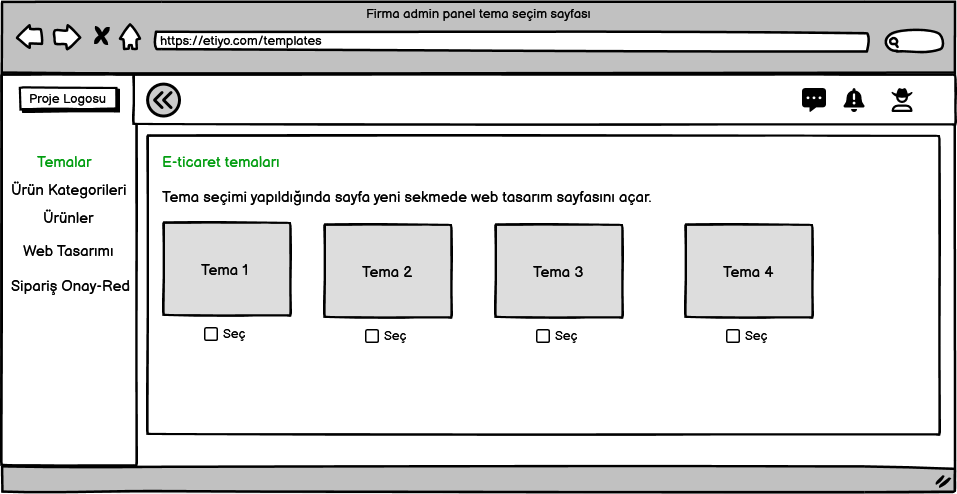 Firma admin panel tema seçim sayfası
https://etiyo.com/templates
Proje Logosu
Temalar
Ürün Kategorileri
Ürünler
Web Tasarımı
Sipariş Onay-Red
E-ticaret temaları
Tema seçimi yapıldığında sayfa yeni sekmede web tasarım sayfasını açar.
Tema 1
Tema 2
Tema 3
Tema 4
Seç
Seç
Seç
Seç